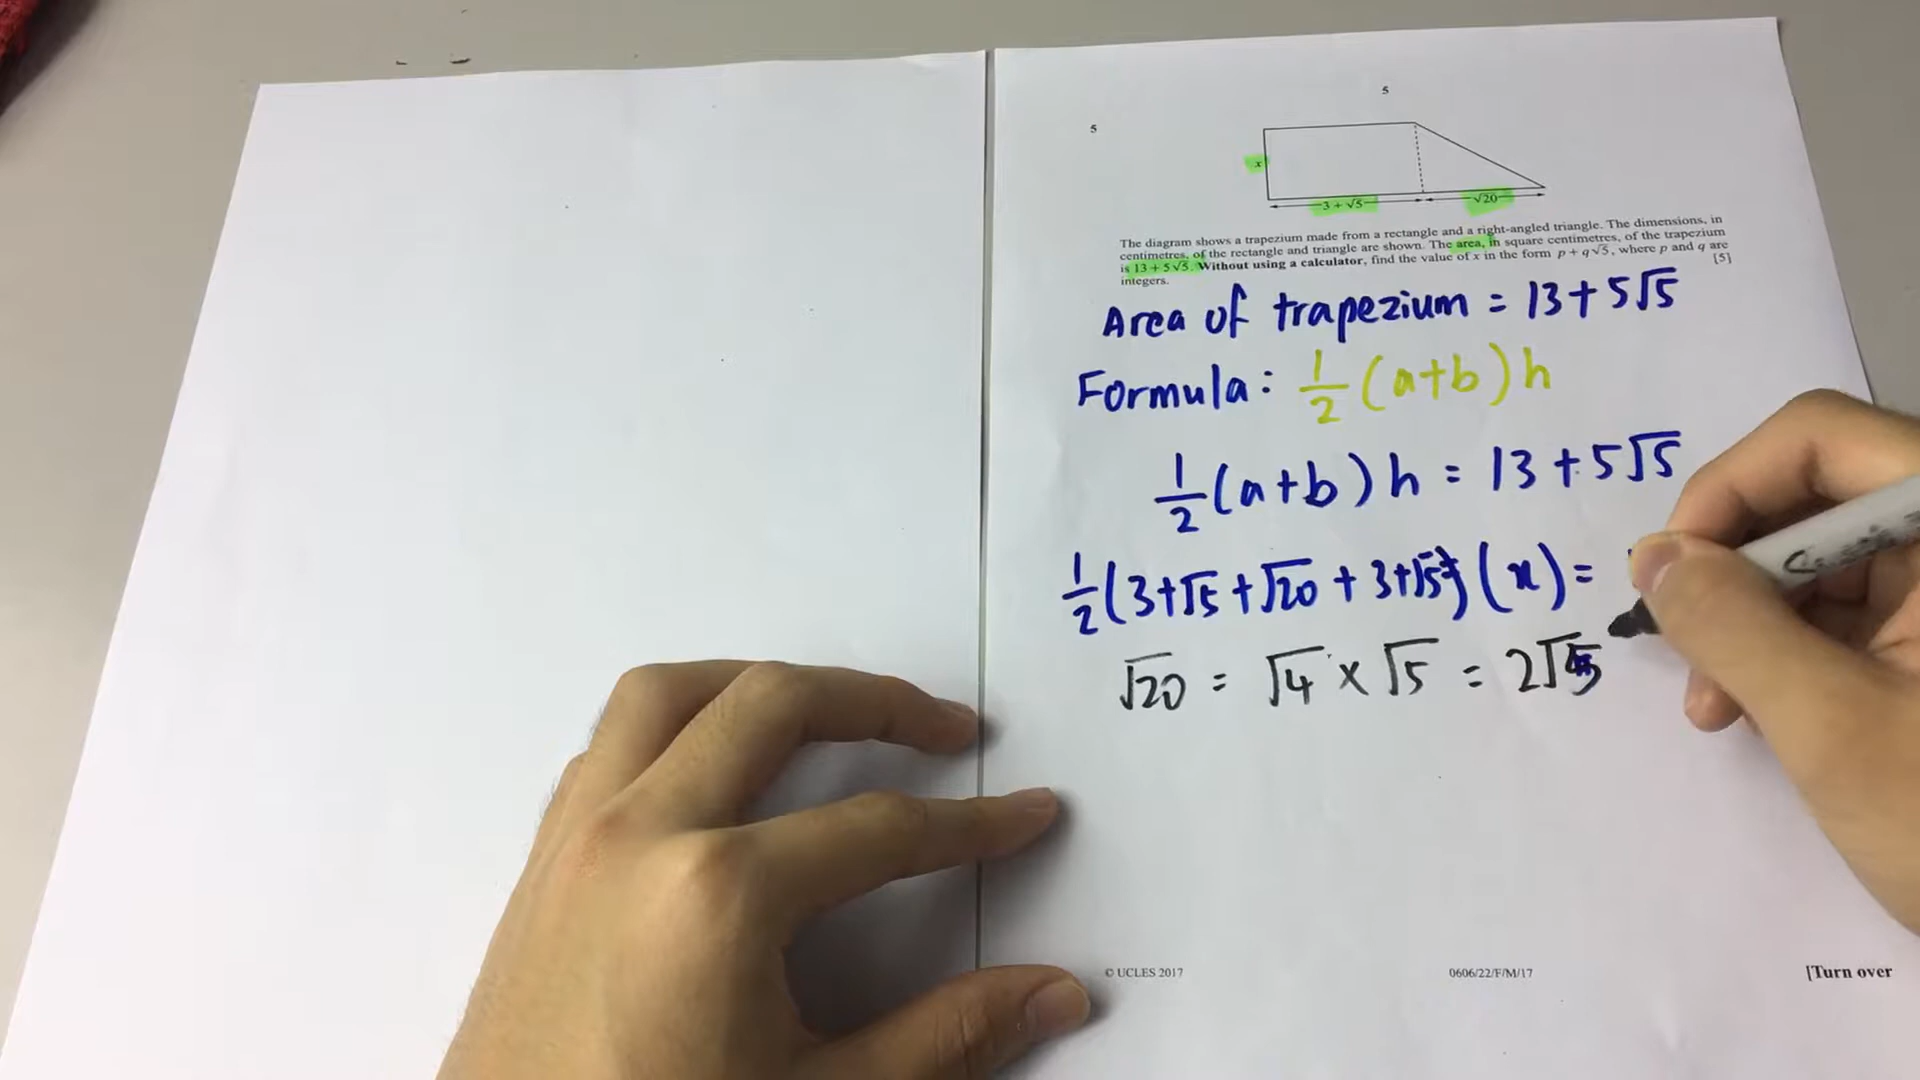 5
5
x
3 + √5
√20
The diagram shows a trapezium made from a rectangle and a right-angled triangle. The dimensions, in
centimetres, of the rectangle and triangle are shown. The area, in square centimetres, of the trapezium
is 13 + 5√5. Without using a calculator, find the value of x in the form p + q√5, where p and q are
integers. [5]
Area of trapezium = 13 + 5√5
Formula: 1/2 (a+b) h
1/2 (a+b) h = 13 + 5√5
1/2 (3+√5 + √20 + 3+√5) (x) =
√20 = √4 × √5 = 2√5
© UCLES 2017 0606/22/F/M/17 [Turn over